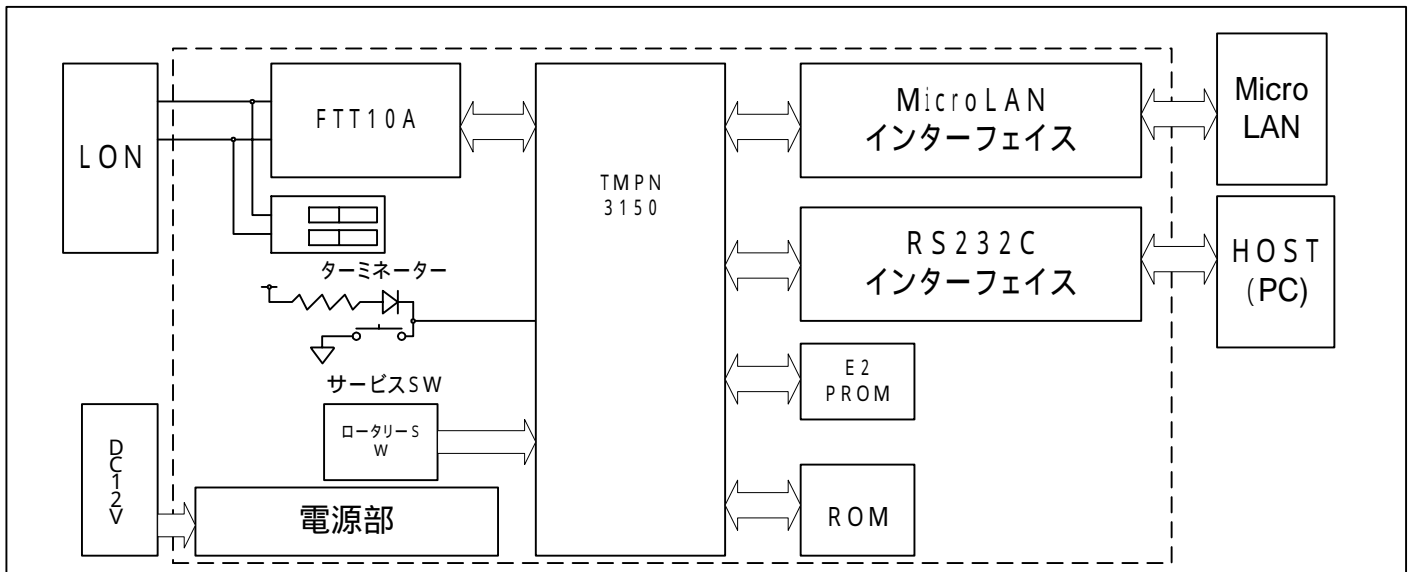 LON
FTT10A
ターミネーター
サービスSW
ロータリーS
W
DC12V
電源部
TMPN
3150
MicroLAN
インターフェイス
RS232C
インターフェイス
E2
PROM
ROM
Micro
LAN
HOST
(PC)